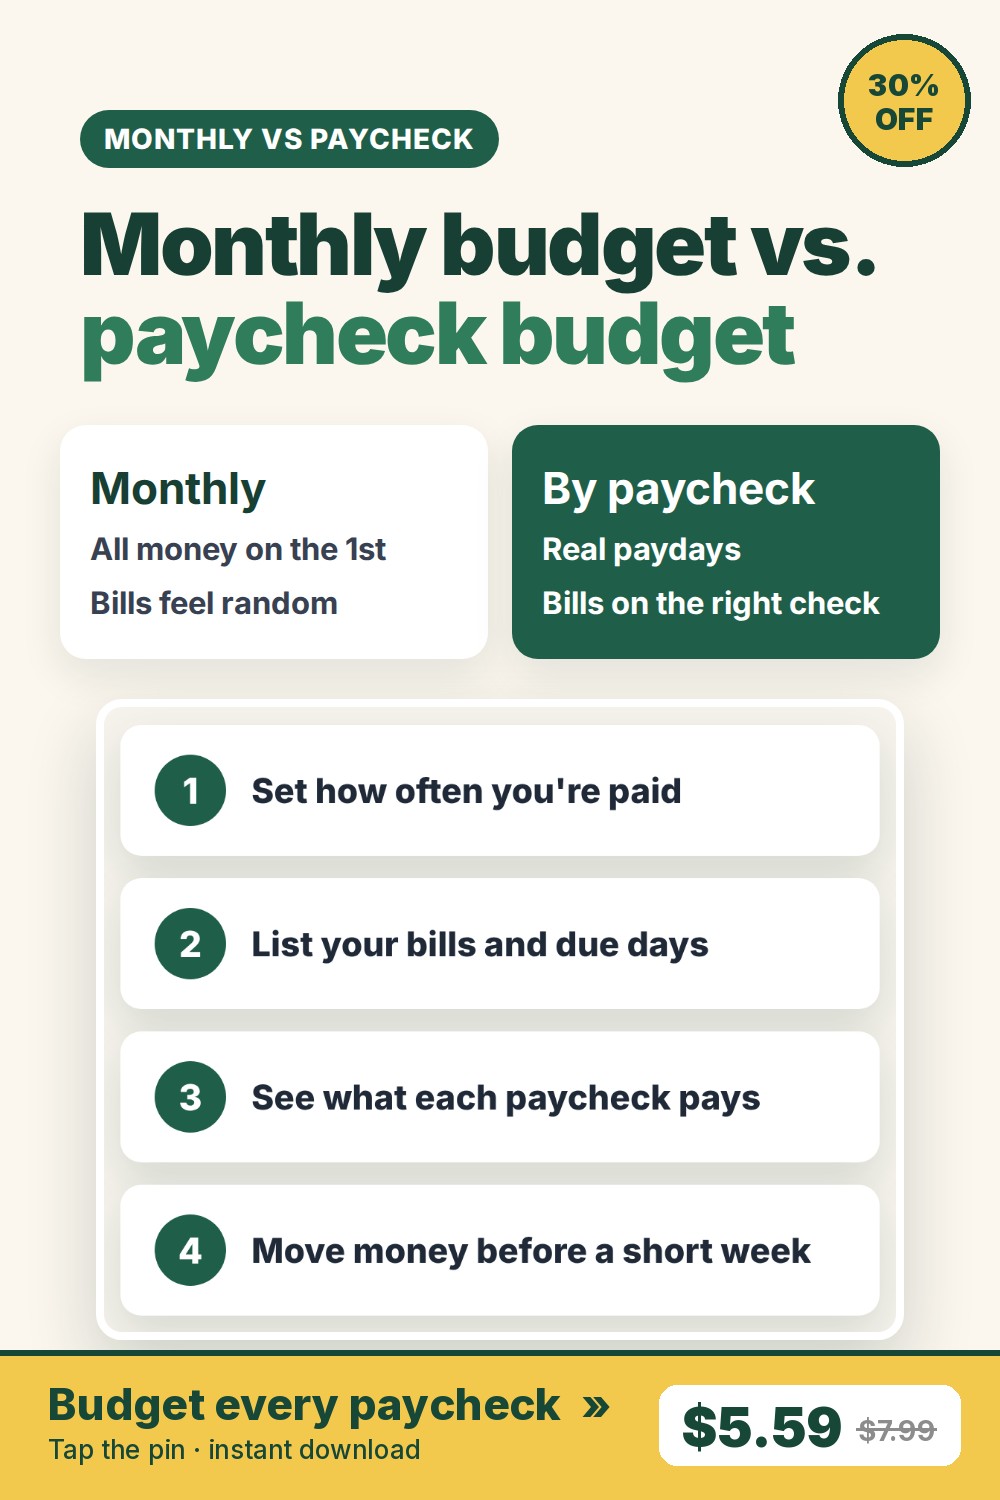 30%
OFF
MONTHLY VS PAYCHECK
Monthly budget vs.
paycheck budget
Monthly
All money on the 1st
Bills feel random
By paycheck
Real paydays
Bills on the right check
1 Set how often you're paid
2 List your bills and due days
3 See what each paycheck pays
4 Move money before a short week
Budget every paycheck »
Tap the pin · instant download
$5.59 $7.99